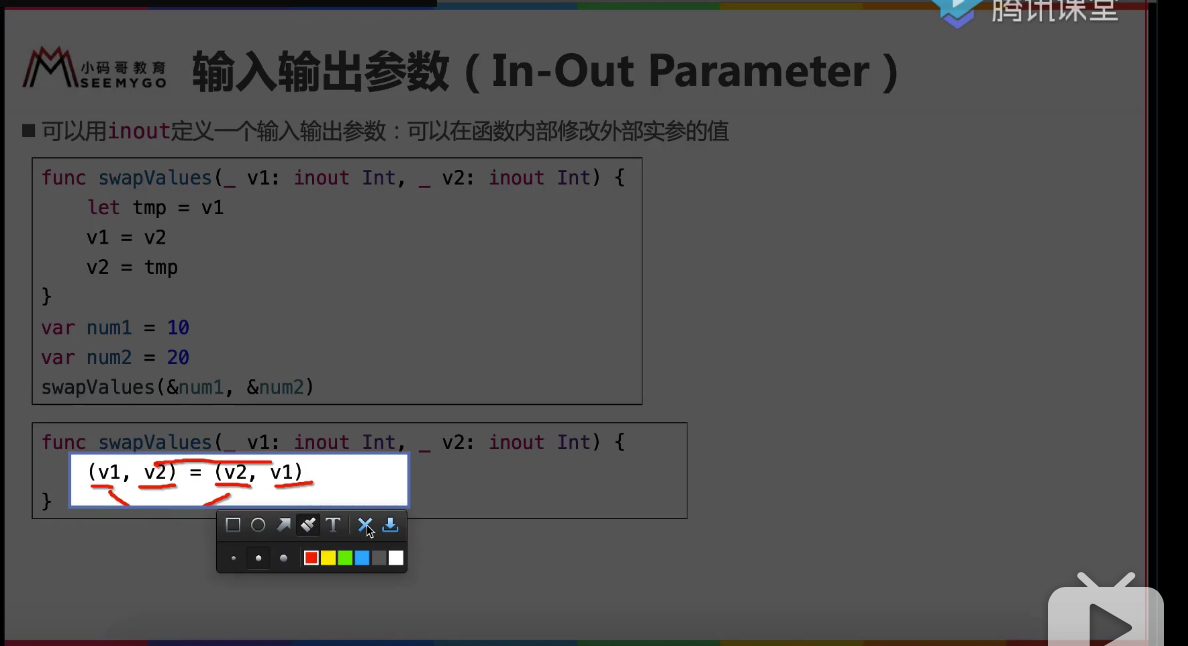 腾讯课堂
小码哥教育
SEEMYGO
输入输出参数（In-Out Parameter）
可以用inout定义一个输入输出参数：可以在函数内部修改外部实参的值
func swapValues(_ v1: inout Int, _ v2: inout Int) {
    let tmp = v1
    v1 = v2
    v2 = tmp
}
var num1 = 10
var num2 = 20
swapValues(&num1, &num2)
func swapValues(_ v1: inout Int, _ v2: inout Int) {
    (v1, v2) = (v2, v1)
}
T